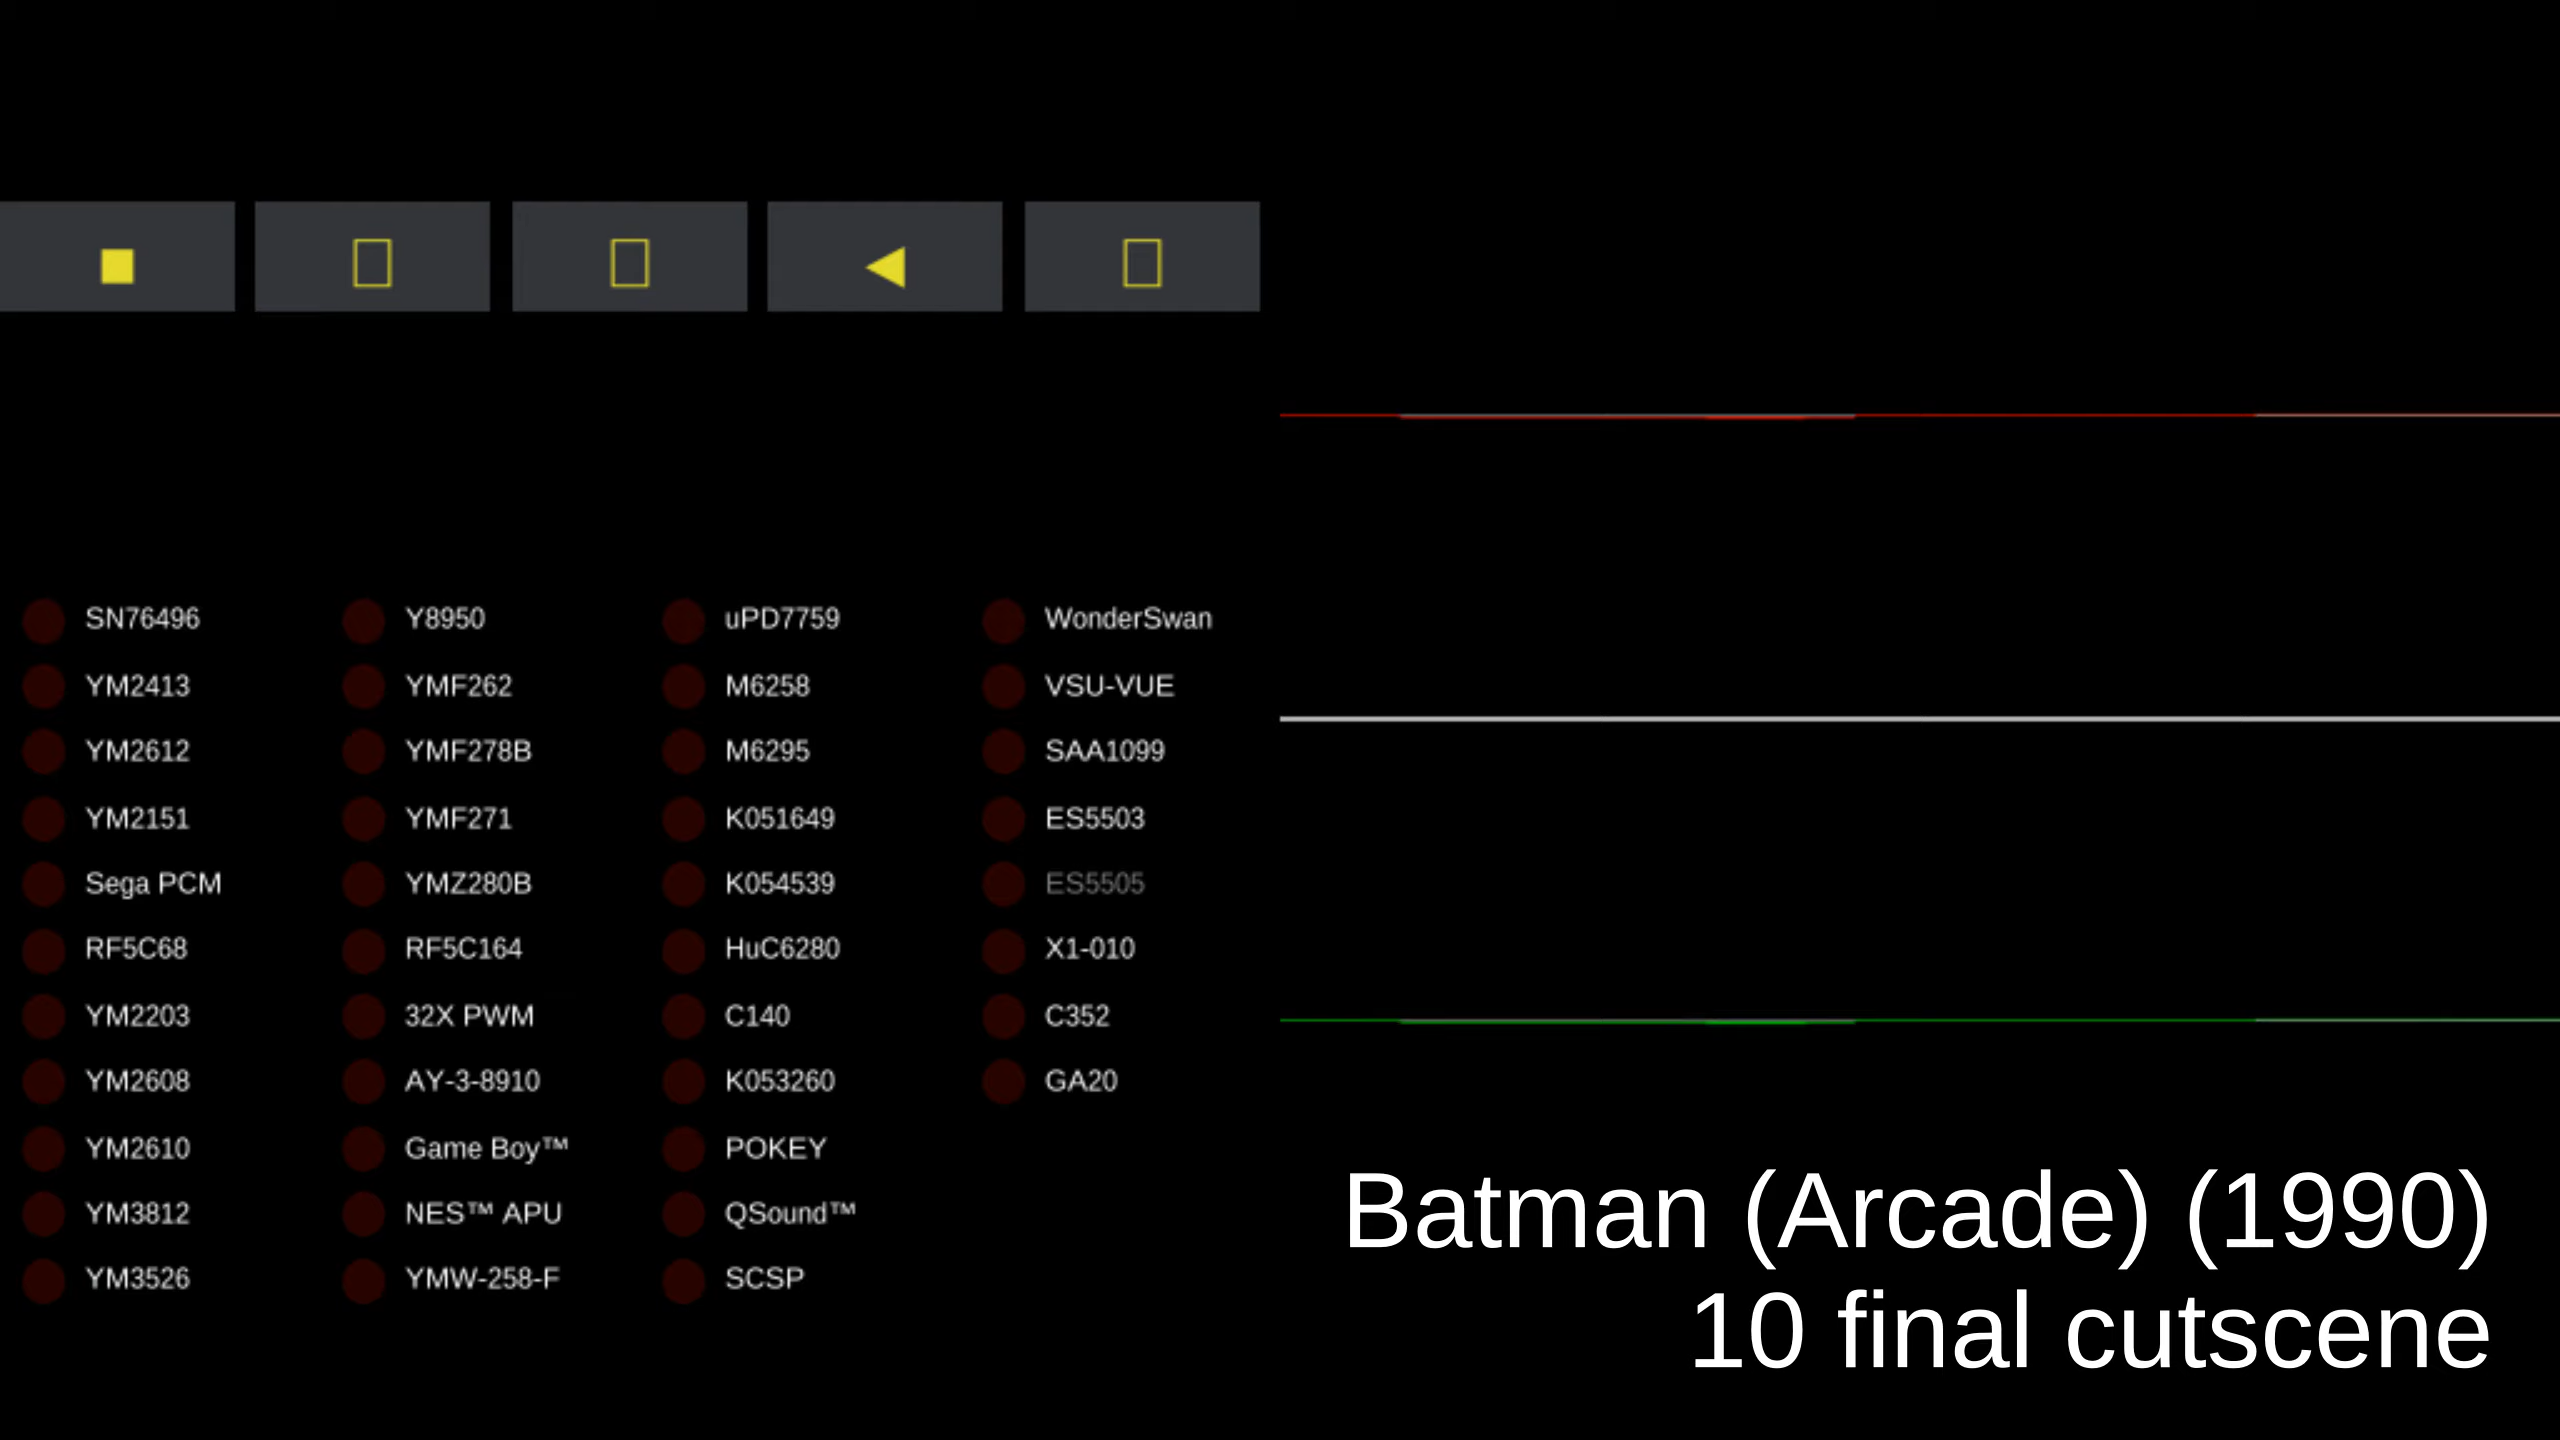 SN76496
YM2413
YM2612
YM2151
Sega PCM
RF5C68
YM2203
YM2608
YM2610
YM3812
YM3526
Y8950
YMF262
YMF278B
YMF271
YMZ280B
RF5C164
32X PWM
AY-3-8910
Game Boy™
NES™ APU
YMW-258-F
uPD7759
M6258
M6295
K051649
K054539
HuC6280
C140
K053260
POKEY
QSound™
SCSP
WonderSwan
VSU-VUE
SAA1099
ES5503
ES5505
X1-010
C352
GA20
Batman (Arcade) (1990)
10 final cutscene